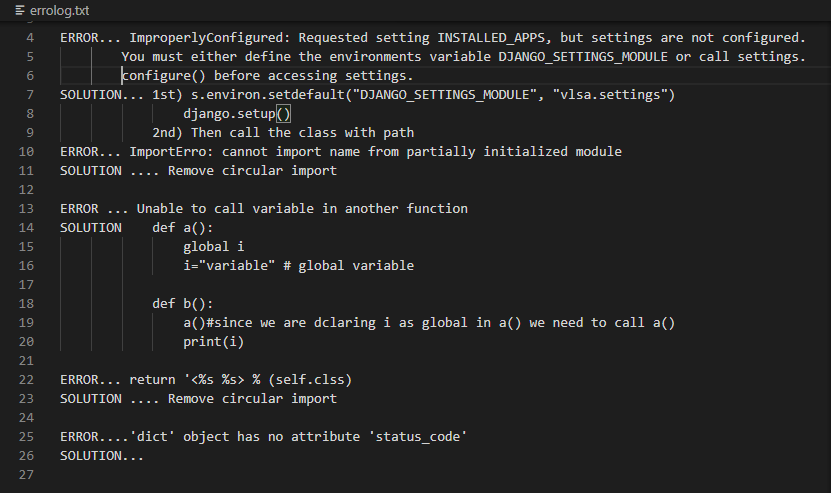 errolog.txt
4 ERROR... ImproperlyConfigured: Requested setting INSTALLED_APPS, but settings are not configured.
5 You must either define the environments variable DJANGO_SETTINGS_MODULE or call settings.
6 configure() before accessing settings.
7 SOLUTION... 1st) s.environ.setdefault("DJANGO_SETTINGS_MODULE", "vlsa.settings")
8 django.setup()
9 2nd) Then call the class with path
10 ERROR... ImportErro: cannot import name from partially initialized module
11 SOLUTION .... Remove circular import
12
13 ERROR ... Unable to call variable in another function
14 SOLUTION def a():
15 global i
16 i="variable" # global variable
17
18 def b():
19 a()#since we are dclaring i as global in a() we need to call a()
20 print(i)
21
22 ERROR... return '<%s %s> % (self.clss)
23 SOLUTION .... Remove circular import
24
25 ERROR....'dict' object has no attribute 'status_code'
26 SOLUTION...
27